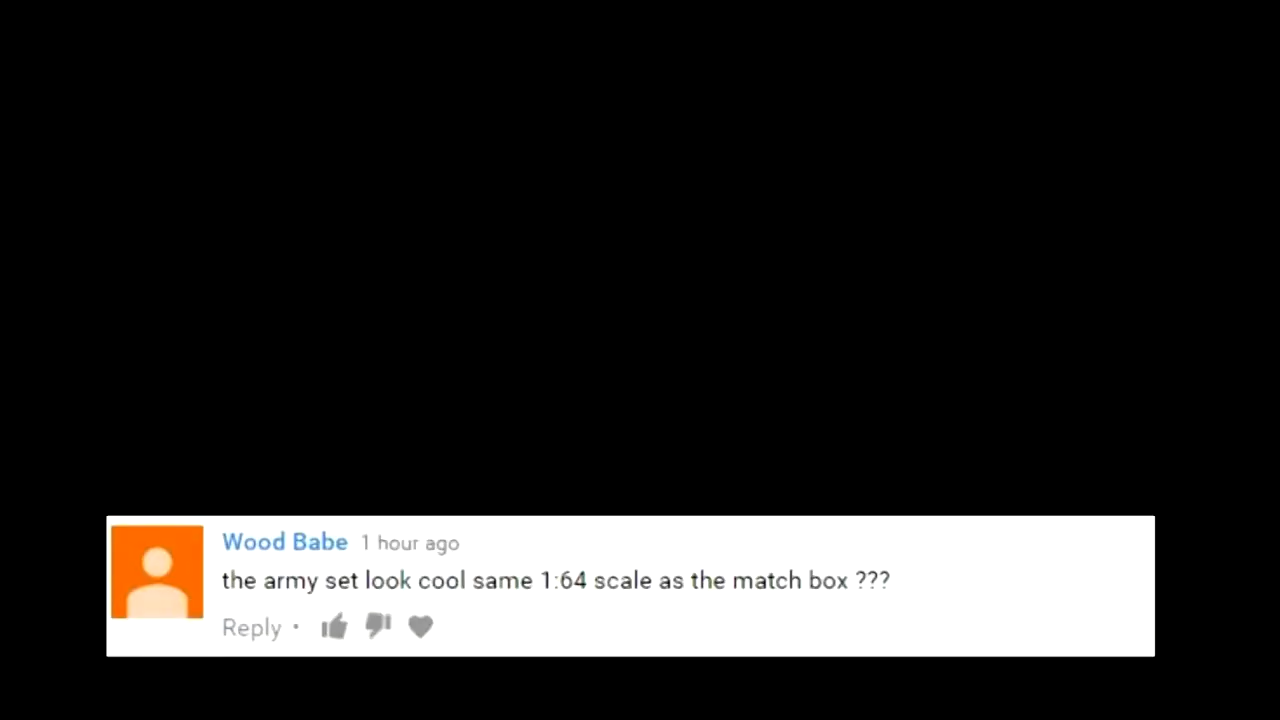 Wood Babe 1 hour ago
the army set look cool same 1:64 scale as the match box ???
Reply •